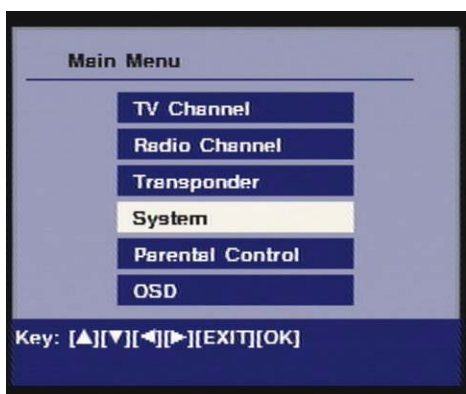 Main Menu
TV Channel
Radio Channel
Transponder
System
Parental Control
OSD
Key: [▲][▼][◄][►][EXIT][OK]